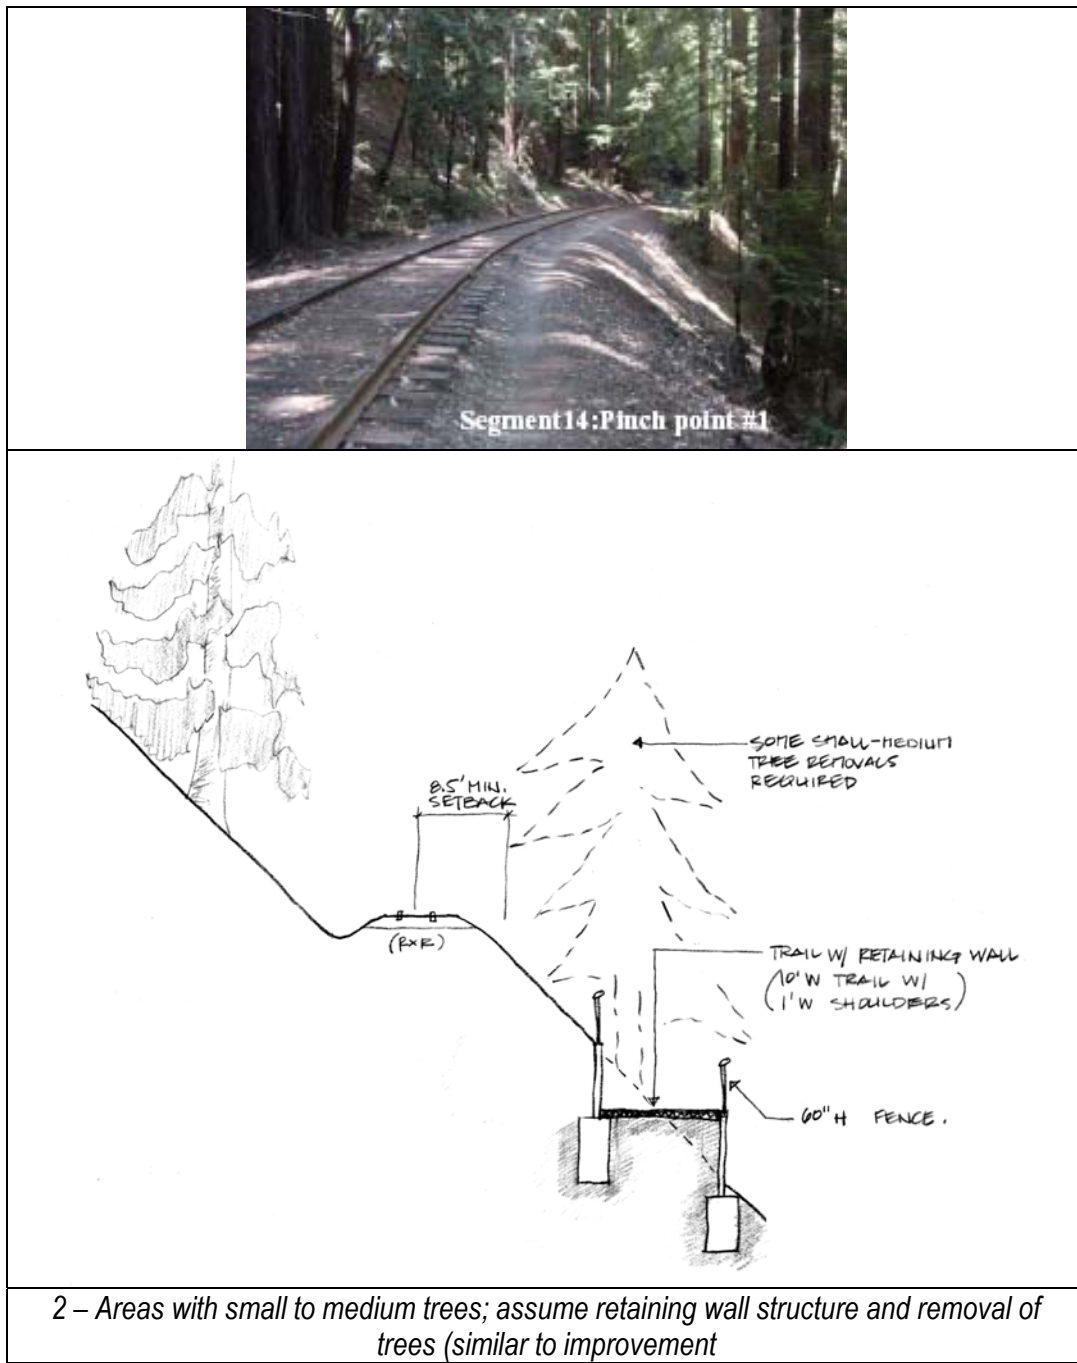 Segment14:Pinch point #1
SOME SMALL-MEDIUM
TREE REMOVALS
REQUIRED
8.5' MIN.
SETBACK
(RxR)
TRAIL W/ RETAINING WALL
(10'W TRAIL W/
1'W SHOULDERS)
60"H FENCE.
2 – Areas with small to medium trees; assume retaining wall structure and removal of
trees (similar to improvement